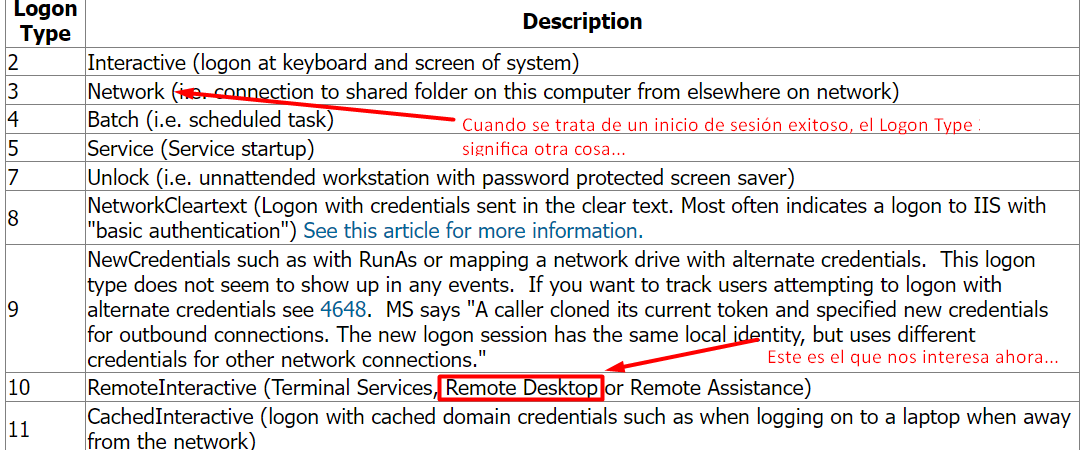 Logon Type Description
2 Interactive (logon at keyboard and screen of system)
3 Network (i.e. connection to shared folder on this computer from elsewhere on network)
4 Batch (i.e. scheduled task)
Cuando se trata de un inicio de sesión exitoso, el Logon Type
significa otra cosa...
5 Service (Service startup)
7 Unlock (i.e. unnattended workstation with password protected screen saver)
8 NetworkCleartext (Logon with credentials sent in the clear text. Most often indicates a logon to IIS with
"basic authentication") See this article for more information.
9 NewCredentials such as with RunAs or mapping a network drive with alternate credentials. This logon
type does not seem to show up in any events. If you want to track users attempting to logon with
alternate credentials see 4648. MS says "A caller cloned its current token and specified new credentials
for outbound connections. The new logon session has the same local identity, but uses different
credentials for other network connections."
Este es el que nos interesa ahora...
10 RemoteInteractive (Terminal Services, Remote Desktop or Remote Assistance)
11 CachedInteractive (logon with cached domain credentials such as when logging on to a laptop when away
from the network)